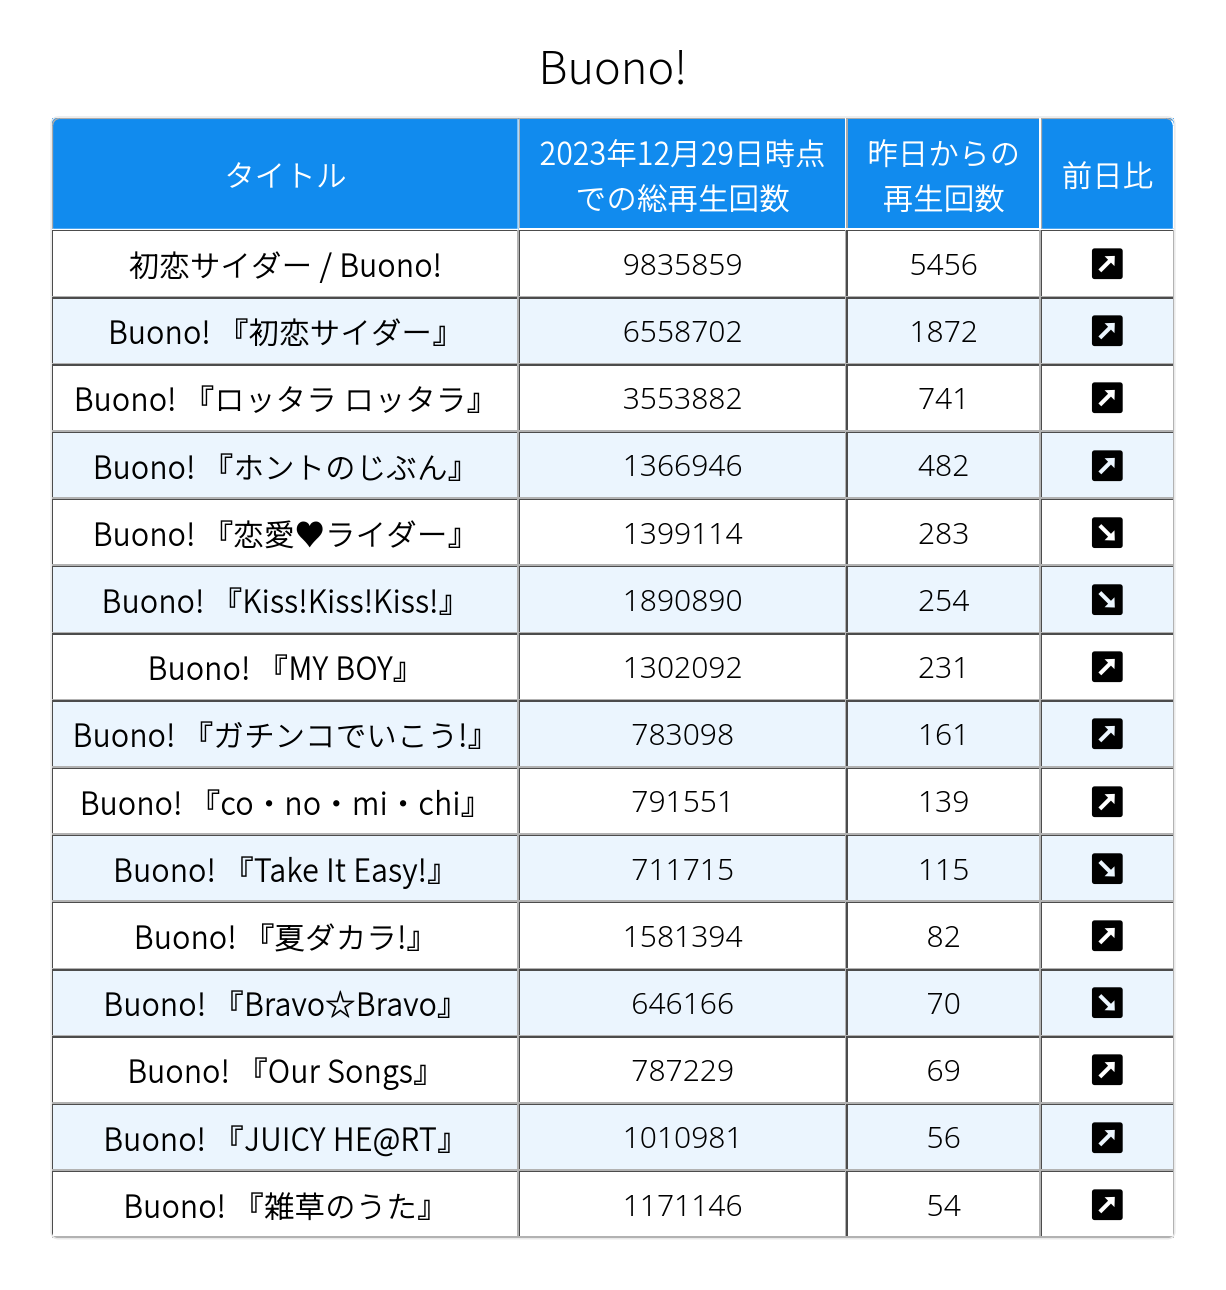 Buono!
タイトル 2023年12月29日時点 昨日からの 前日比
での総再生回数 再生回数
初恋サイダー / Buono! 9835859 5456 ↗
Buono! 『初恋サイダー』 6558702 1872 ↗
Buono! 『ロッタラ ロッタラ』 3553882 741 ↗
Buono! 『ホントのじぶん』 1366946 482 ↗
Buono! 『恋愛♥ライダー』 1399114 283 ↘
Buono! 『Kiss!Kiss!Kiss!』 1890890 254 ↘
Buono! 『MY BOY』 1302092 231 ↗
Buono! 『ガチンコでいこう!』 783098 161 ↗
Buono! 『co・no・mi・chi』 791551 139 ↗
Buono! 『Take It Easy!』 711715 115 ↘
Buono! 『夏ダカラ!』 1581394 82 ↗
Buono! 『Bravo☆Bravo』 646166 70 ↘
Buono! 『Our Songs』 787229 69 ↗
Buono! 『JUICY HE@RT』 1010981 56 ↗
Buono! 『雑草のうた』 1171146 54 ↗